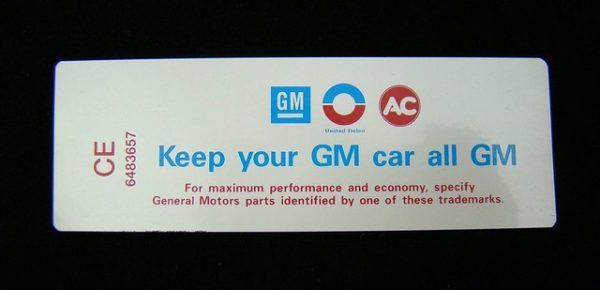 GM
United Delco
AC
CE
6483657
Keep your GM car all GM
For maximum performance and economy, specify
General Motors parts identified by one of these trademarks.